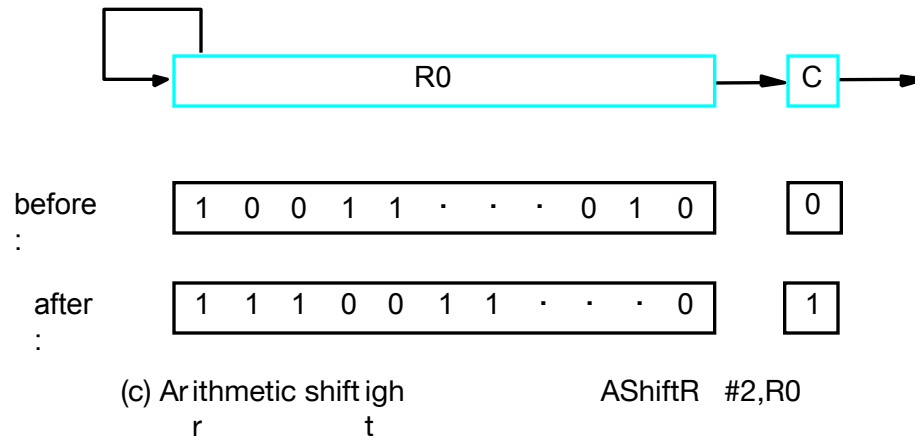 R0 C
before 1 0 0 1 1 · · · 0 1 0 0
:
after 1 1 1 0 0 1 1 · · · 0 1
:
(c) Ar ithmetic shift igh AShiftR #2,R0
r t